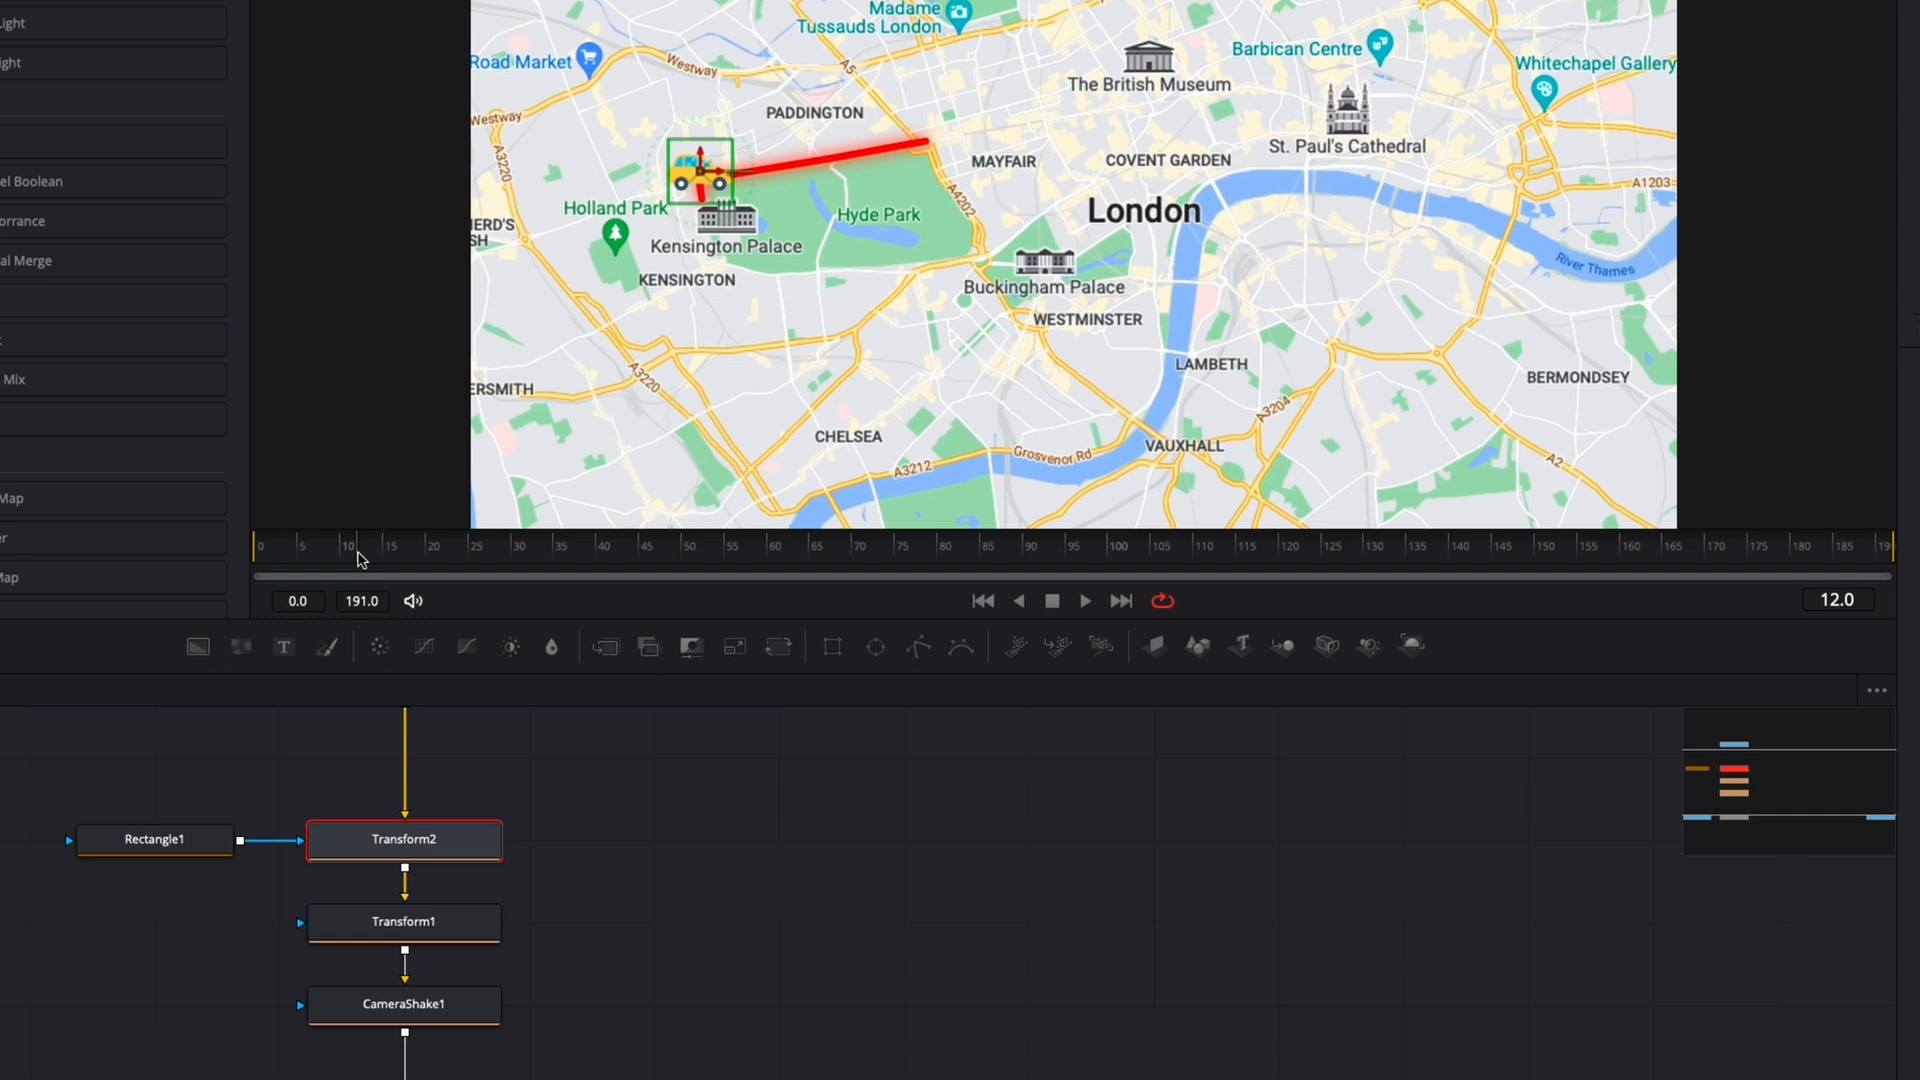 Light
ight
el Boolean
orrance
al Merge
Mix
Map
er
Map
Madame
Tussauds London
Road Market
Westway
A5
The British Museum
Barbican Centre
Whitechapel Gallery
PADDINGTON
Westway
A3220
MAYFAIR
COVENT GARDEN
St. Paul's Cathedral
A1203
Holland Park
Hyde Park
A4202
London
ERD'S
SH
Kensington Palace
KENSINGTON
Buckingham Palace
River Thames
WESTMINSTER
LAMBETH
A3220
ERSMITH
BERMONDSEY
A3204
CHELSEA
VAUXHALL
Grosvenor Rd
A3212
A2
0 5 10 15 20 25 30 35 40 45 50 55 60 65 70 75 80 85 90 95 100 105 110 115 120 125 130 135 140 145 150 155 160 165 170 175 180 185 19
0.0 191.0 12.0
T
Rectangle1
Transform2
Transform1
CameraShake1